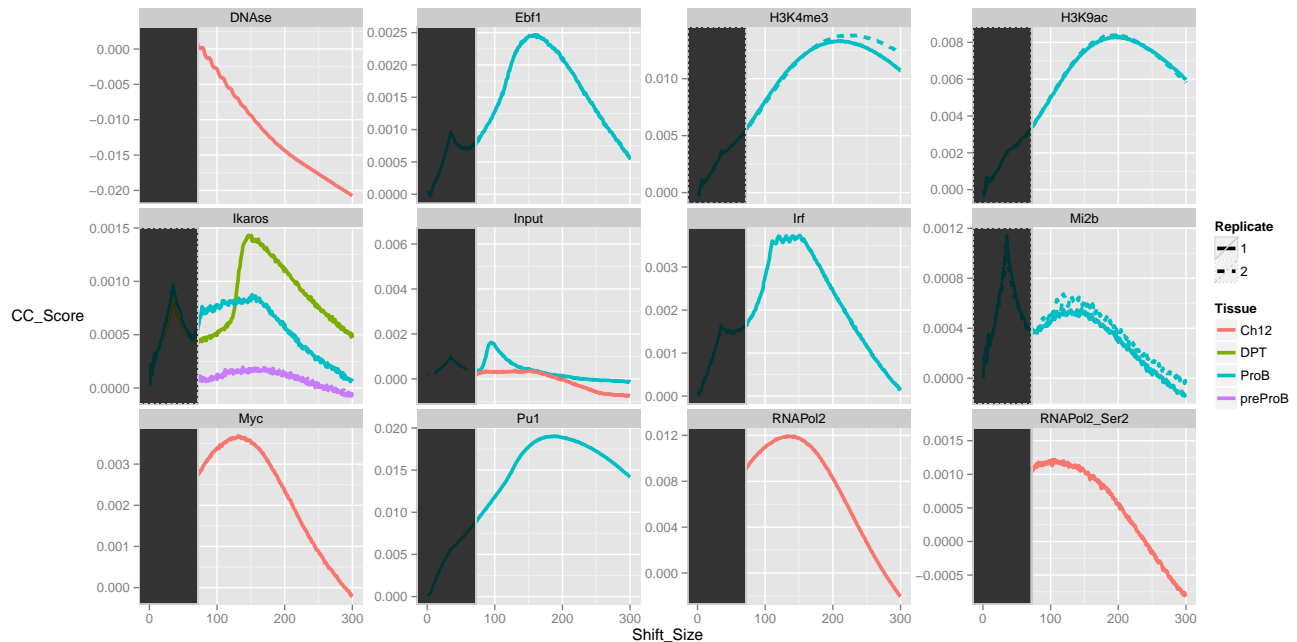 DNAse
Ebf1
H3K4me3
H3K9ac
0.000
−0.005
−0.010
−0.015
−0.020
0.0025
0.0020
0.0015
0.0010
0.0005
0.0000
0.010
0.005
0.000
0.008
0.006
0.004
0.002
0.000
Ikaros
Input
Irf
Mi2b
0.0015
0.0010
0.0005
0.0000
0.006
0.004
0.002
0.000
0.003
0.002
0.001
0.000
0.0012
0.0008
0.0004
0.0000
Myc
Pu1
RNAPol2
RNAPol2_Ser2
0.003
0.002
0.001
0.000
0.020
0.015
0.010
0.005
0.000
0.012
0.008
0.004
0.000
0.0015
0.0010
0.0005
0.0000
−0.0005
0 100 200 300
0 100 200 300
0 100 200 300
0 100 200 300
CC_Score
Shift_Size
Replicate
1
2
Tissue
Ch12
DPT
ProB
preProB